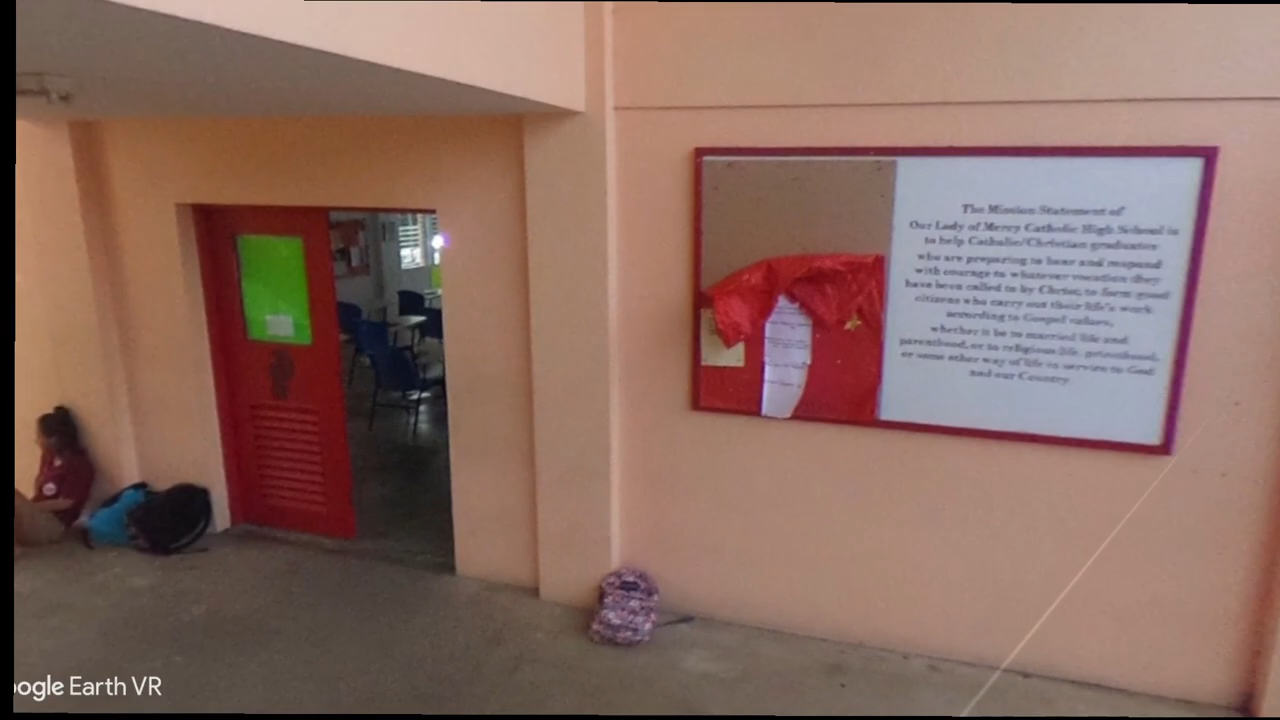 The Mission Statement of
Our Lady of Mercy Catholic High School is
to help Catholic/Christian graduates
who are preparing to hear and respond
with courage to whatever vocation they
have been called to by Christ, to form good
citizens who carry out their life's work
according to Gospel values,
whether it be to married life and
parenthood, or to religious life, priesthood,
or some other way of life in service to God
and our Country
oogle Earth VR